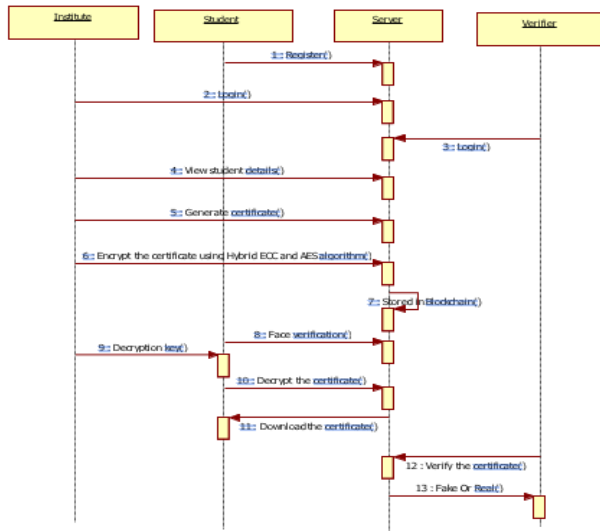 Institute
Student
Server
Verifier
1 : Register()
2 : Login()
3 : Login()
4 : View student details()
5 : Generate certificate()
6 : Encrypt the certificate using Hybrid ECC and AES algorithm()
7 : Stored in Blockchain()
8 : Face verification()
9 : Decryption key()
10 : Decrypt the certificate()
11 : Download the certificate()
12 : Verify the certificate()
13 : Fake Or Real()